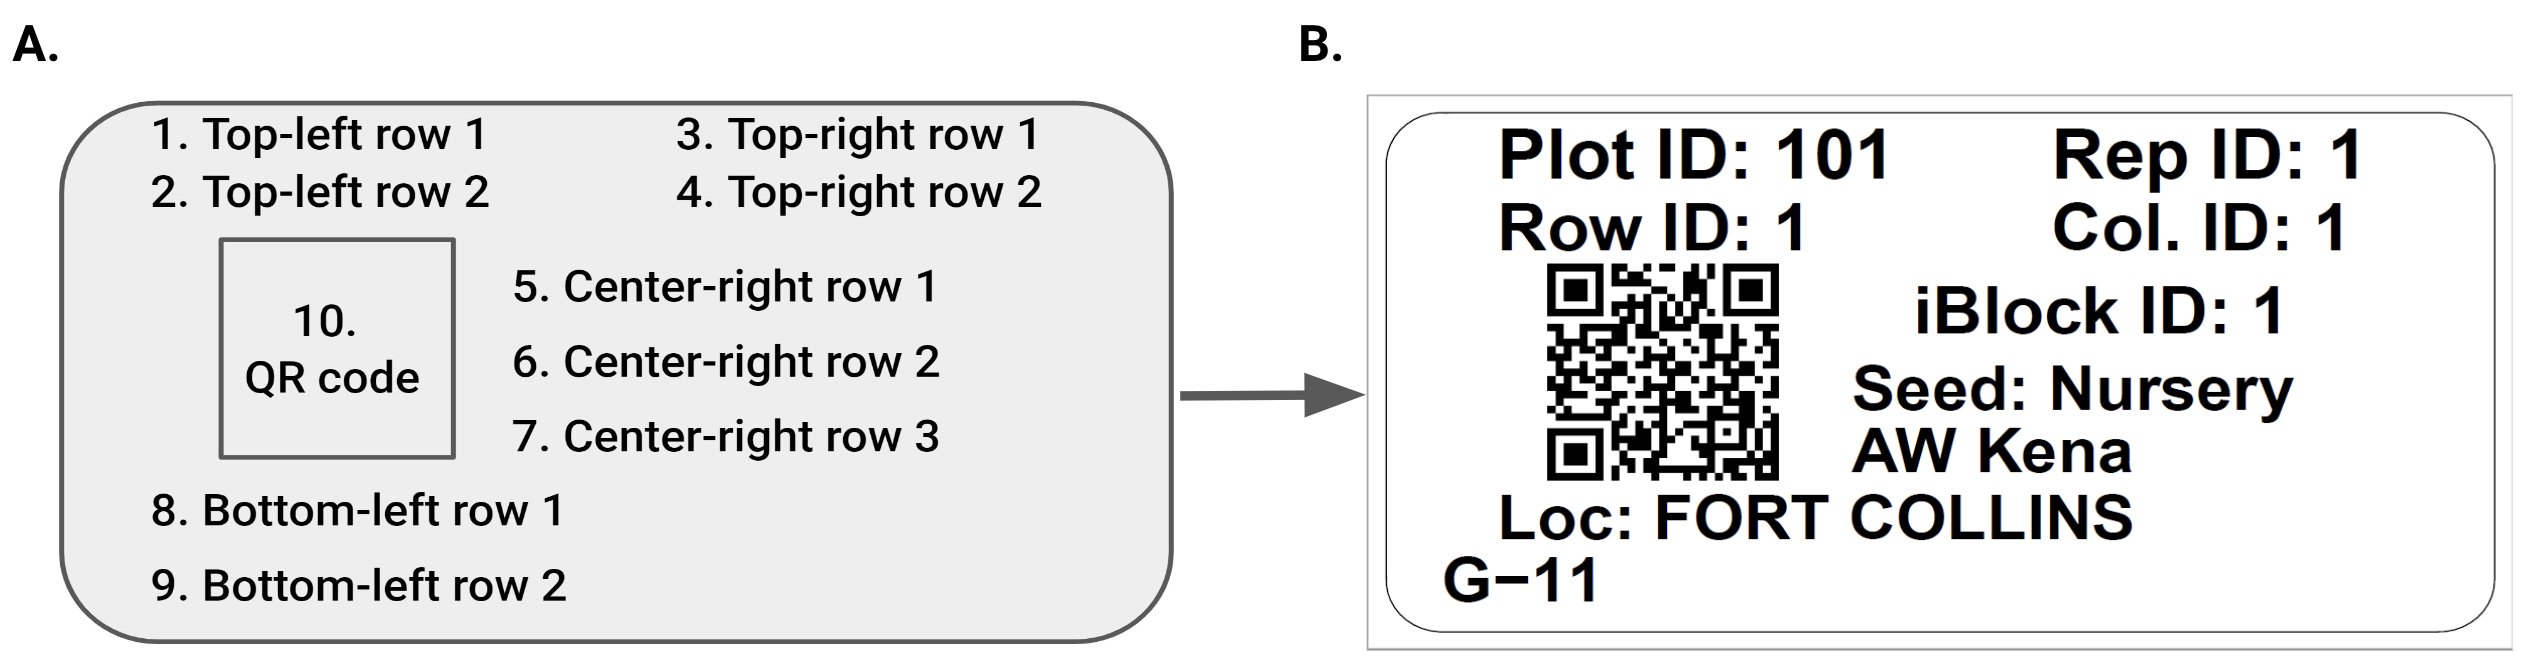 A.
1. Top-left row 1
3. Top-right row 1
2. Top-left row 2
4. Top-right row 2
10.
QR code
5. Center-right row 1
6. Center-right row 2
7. Center-right row 3
8. Bottom-left row 1
9. Bottom-left row 2
B.
Plot ID: 101
Rep ID: 1
Row ID: 1
Col. ID: 1
iBlock ID: 1
Seed: Nursery
AW Kena
Loc: FORT COLLINS
G−11